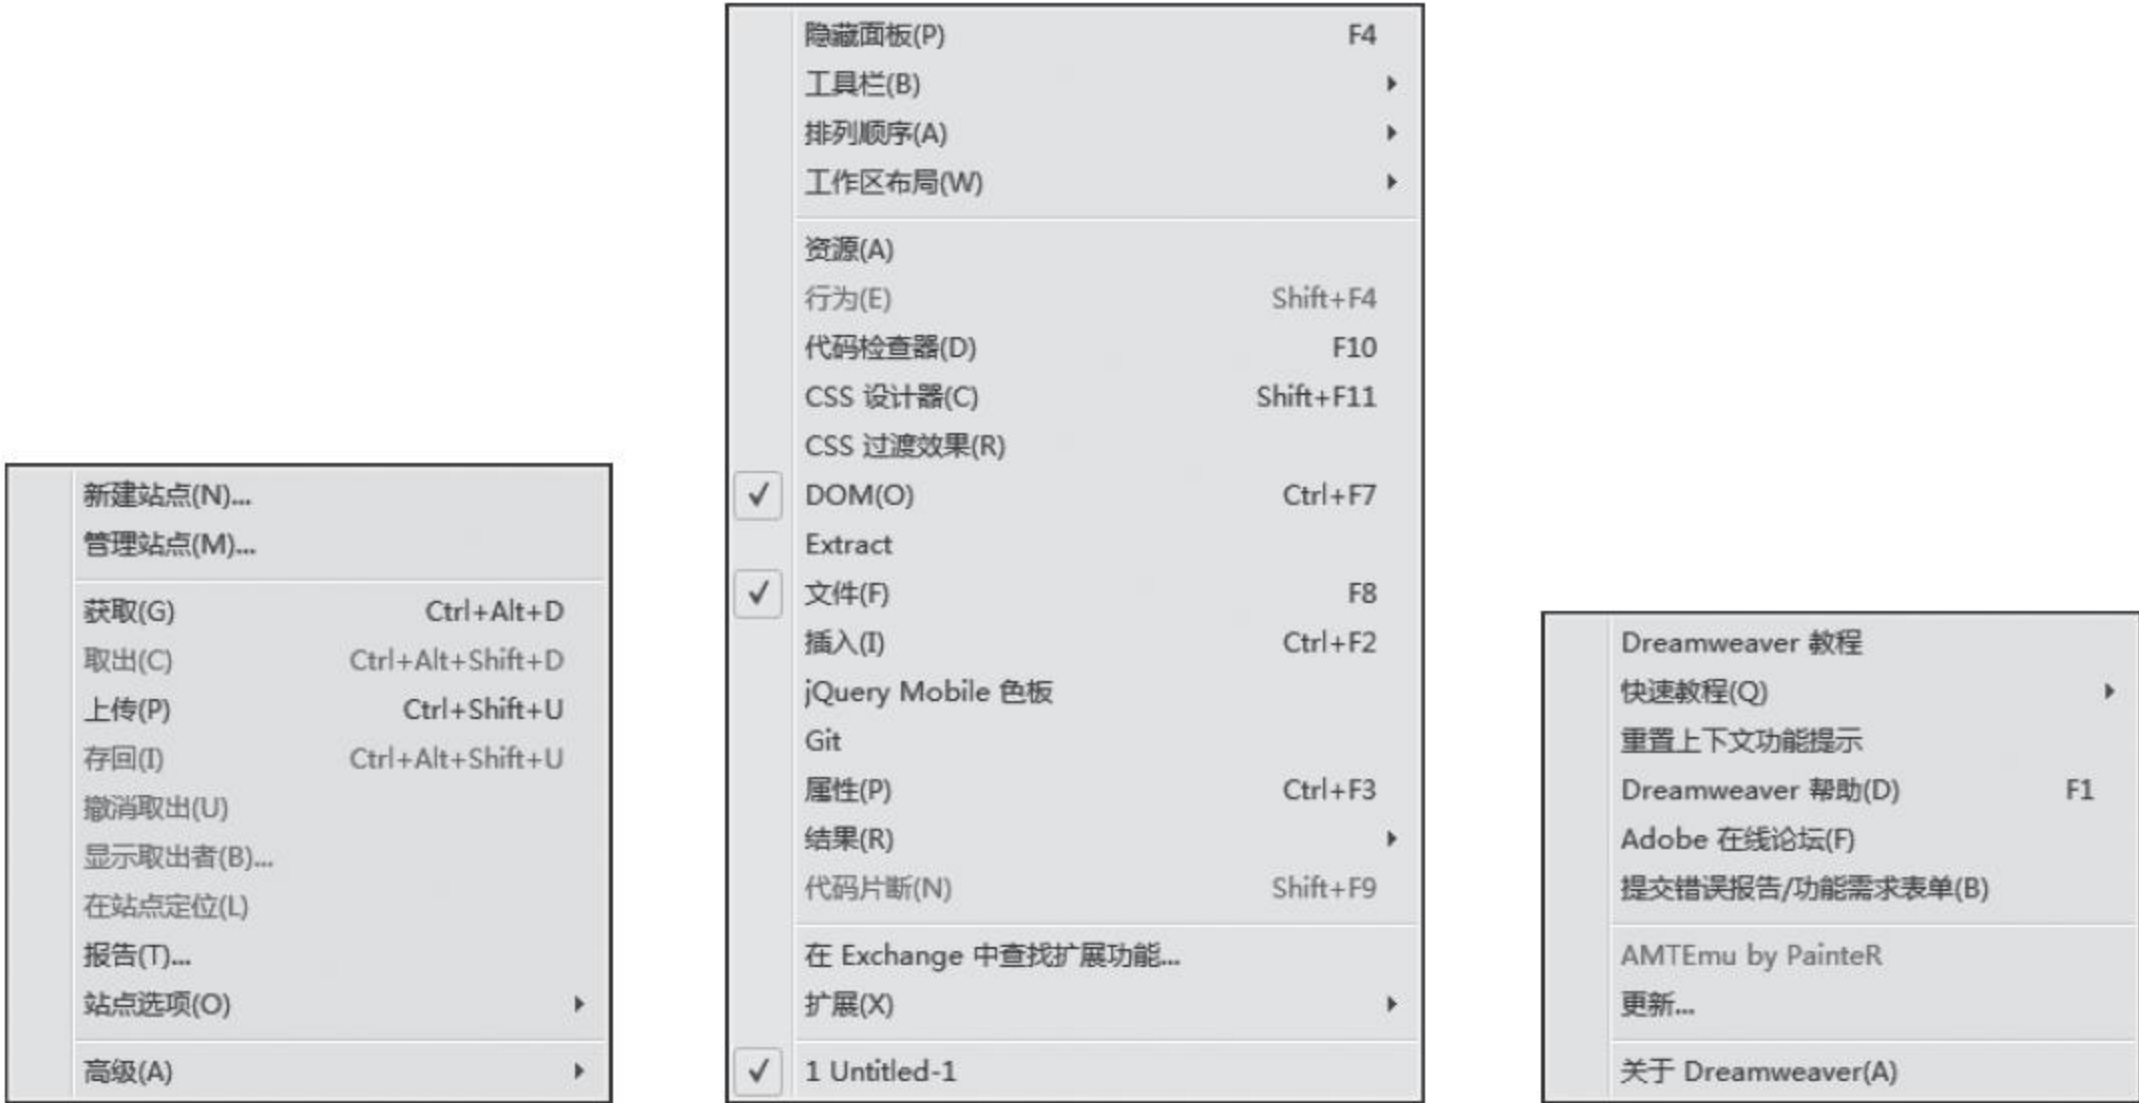 新建站点(N)...
管理站点(M)...
获取(G) Ctrl+Alt+D
取出(C) Ctrl+Alt+Shift+D
上传(P) Ctrl+Shift+U
存回(I) Ctrl+Alt+Shift+U
撤消取出(U)
显示取出者(B)...
在站点定位(L)
报告(T)...
站点选项(O)
高级(A)
隐藏面板(P) F4
工具栏(B)
排列顺序(A)
工作区布局(W)
资源(A)
行为(E) Shift+F4
代码检查器(D) F10
CSS 设计器(C) Shift+F11
CSS 过渡效果(R)
DOM(O) Ctrl+F7
Extract
文件(F) F8
插入(I) Ctrl+F2
jQuery Mobile 色板
Git
属性(P) Ctrl+F3
结果(R)
代码片断(N) Shift+F9
在 Exchange 中查找扩展功能...
扩展(X)
1 Untitled-1
Dreamweaver 教程
快速教程(Q)
重置上下文功能提示
Dreamweaver 帮助(D) F1
Adobe 在线论坛(F)
提交错误报告/功能需求表单(B)
AMTEmu by PainteR
更新...
关于 Dreamweaver(A)